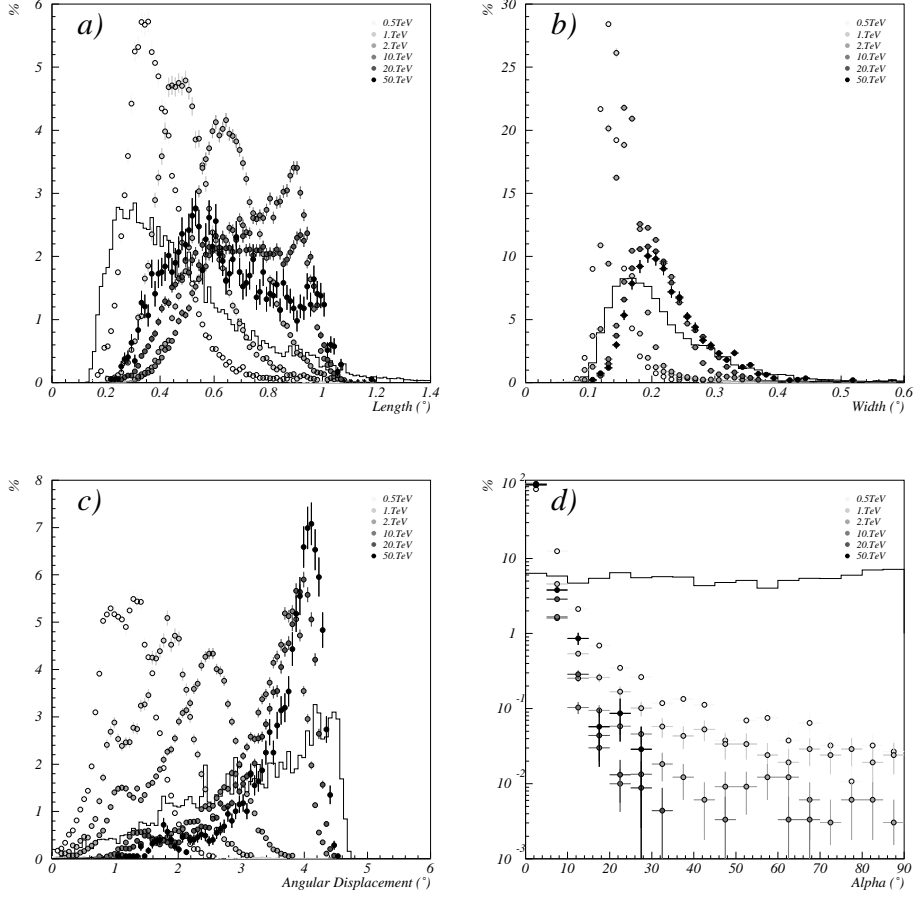 %
a)
0.5TeV
1.TeV
2.TeV
10.TeV
20.TeV
50.TeV
6
5
4
3
2
1
0
0 0.2 0.4 0.6 0.8 1 1.2 1.4
Length (°)
%
b)
0.5TeV
1.TeV
2.TeV
10.TeV
20.TeV
50.TeV
30
25
20
15
10
5
0
0 0.1 0.2 0.3 0.4 0.5 0.6
Width (°)
%
c)
0.5TeV
1.TeV
2.TeV
10.TeV
20.TeV
50.TeV
8
7
6
5
4
3
2
1
0
0 1 2 3 4 5 6
Angular Displacement (°)
%
d)
0.5TeV
1.TeV
2.TeV
10.TeV
20.TeV
50.TeV
10 2
10
1
10 -1
10 -2
10 -3
0 10 20 30 40 50 60 70 80 90
Alpha (°)